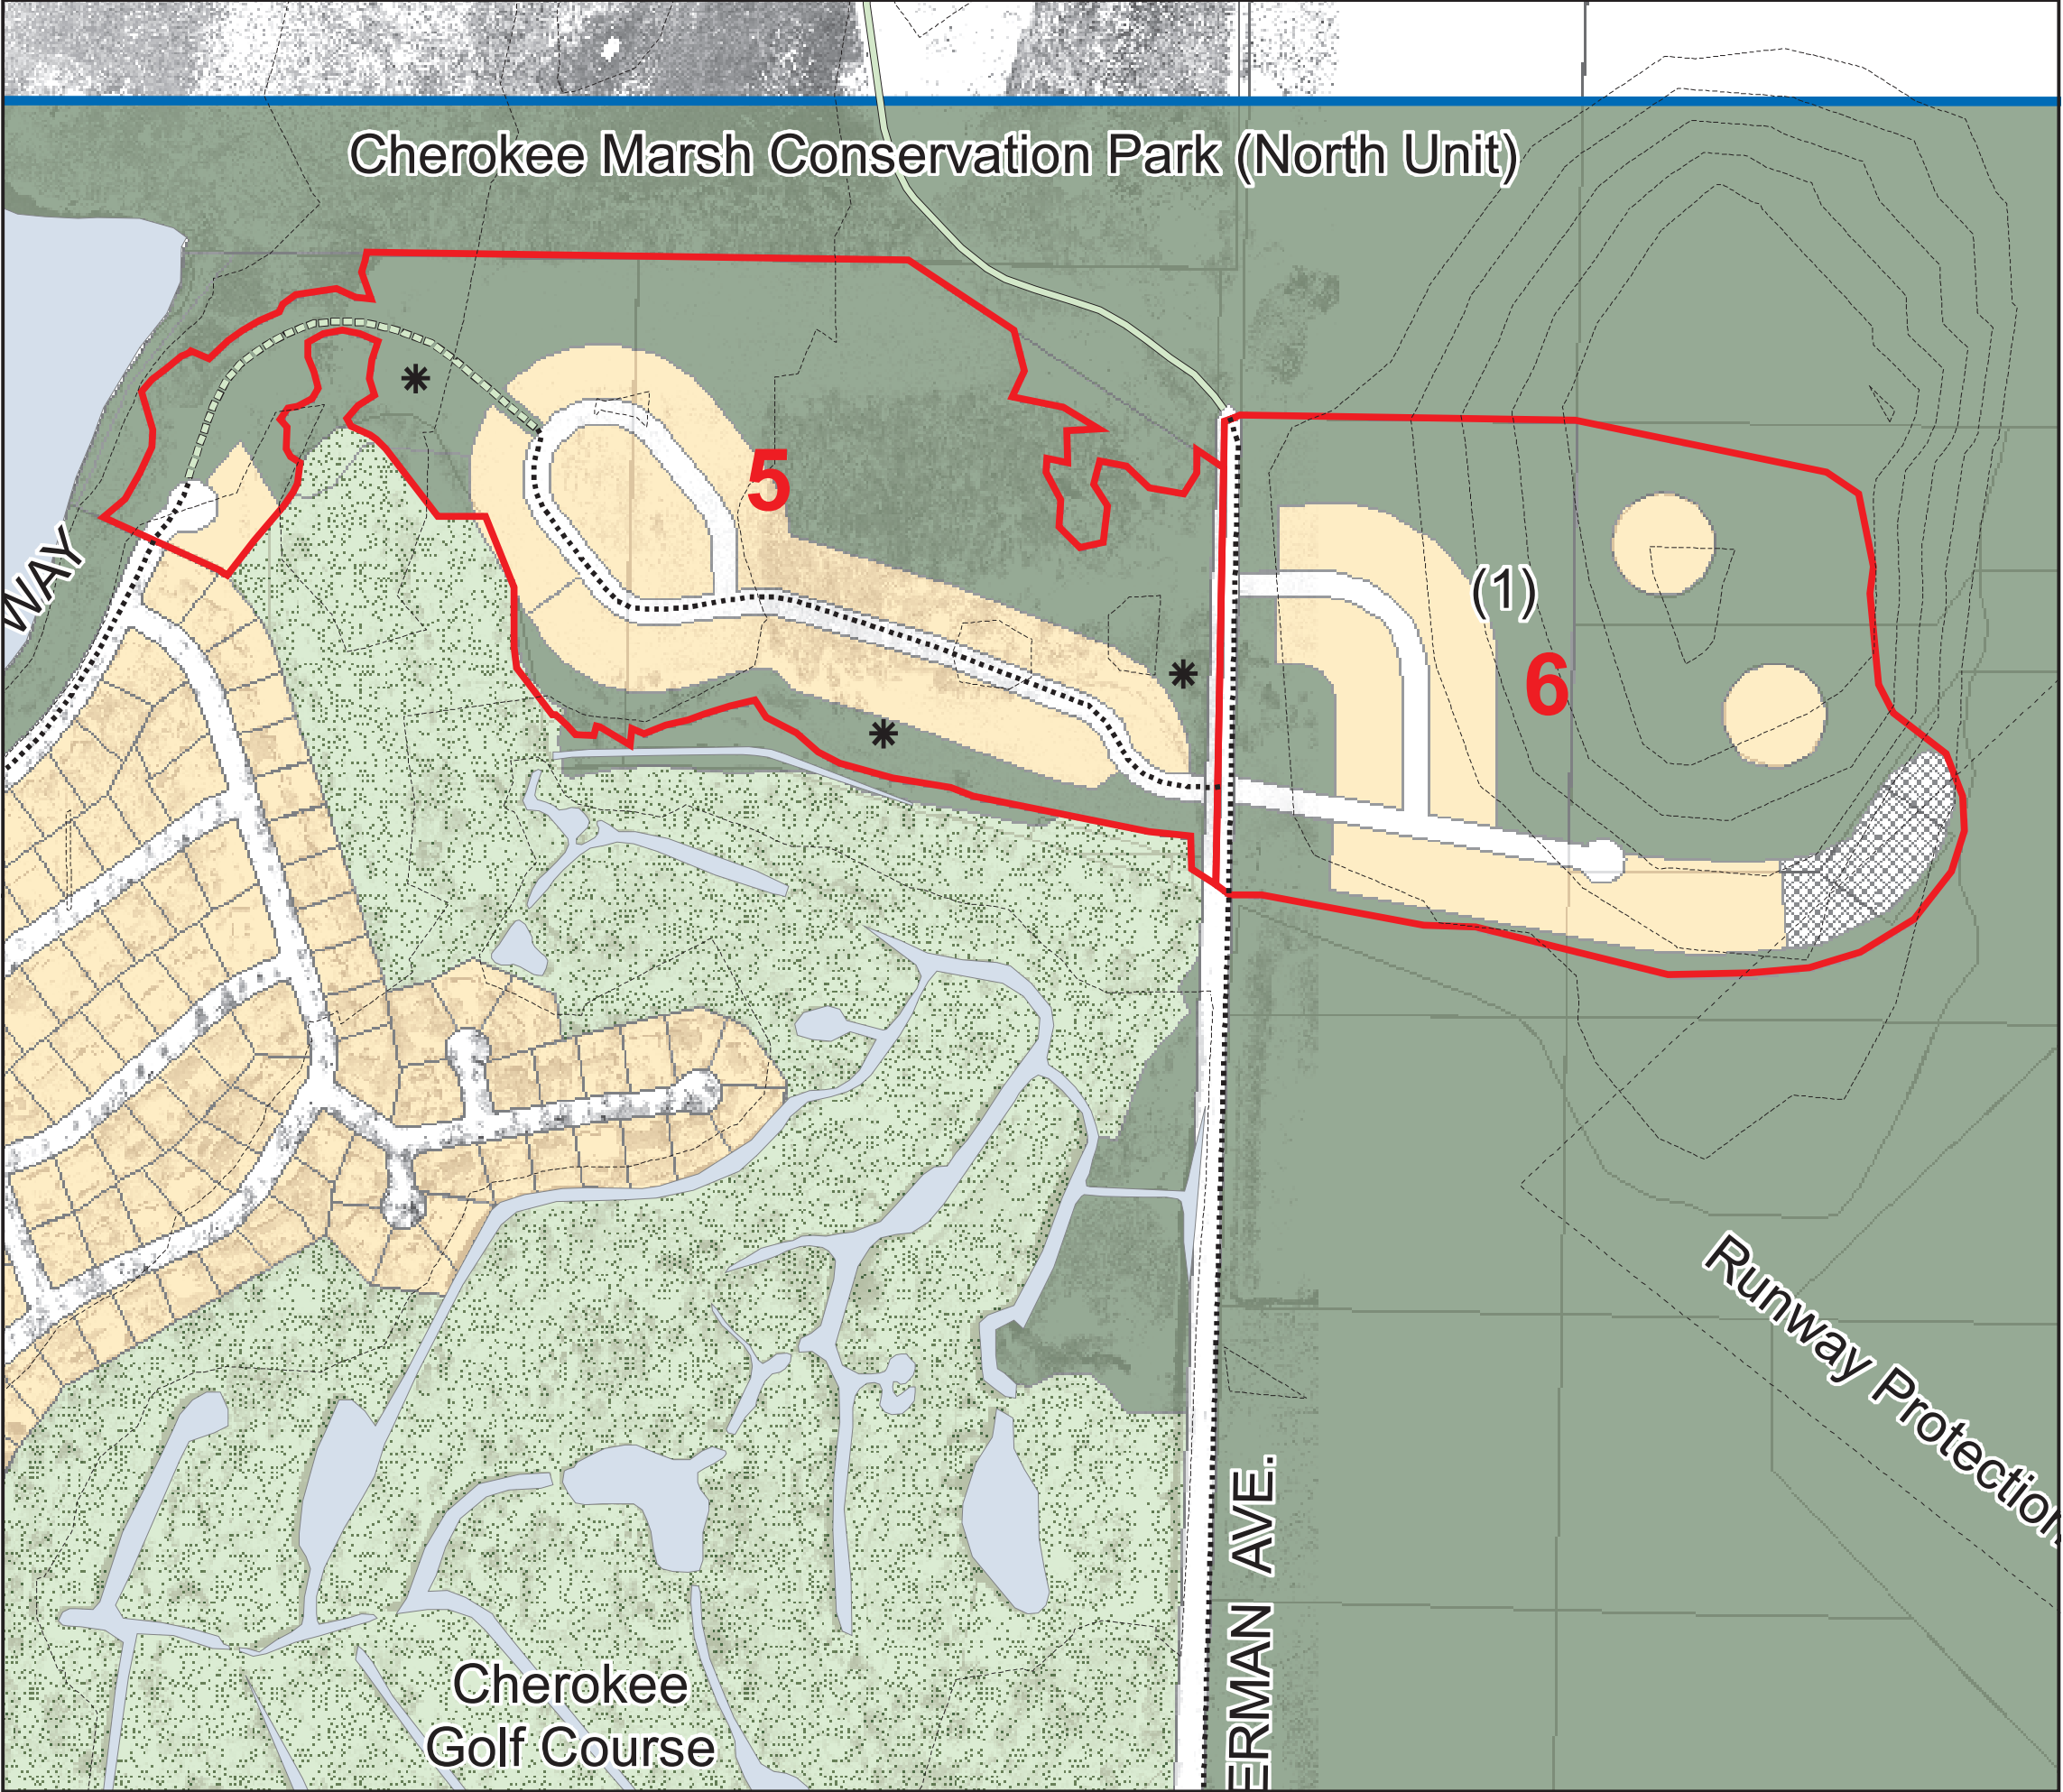 Cherokee Marsh Conservation Park (North Unit)
5
WAY
(1)
6
Runway Protection
ERMAN AVE.
Cherokee
Golf Course